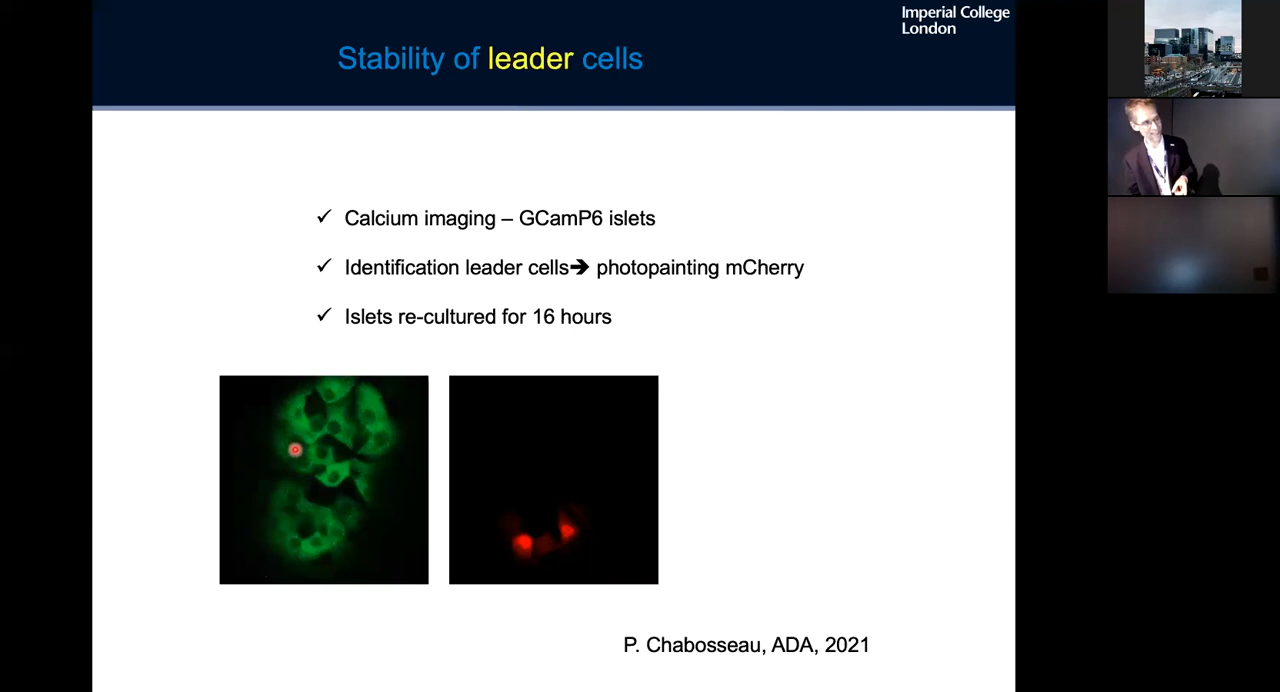 Imperial College
London
Stability of leader cells
✓ Calcium imaging – GCamP6 islets
✓ Identification leader cells➔ photopainting mCherry
✓ Islets re-cultured for 16 hours
P. Chabosseau, ADA, 2021